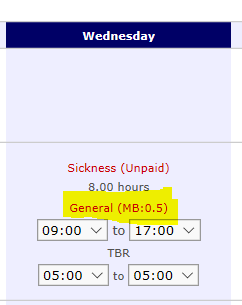 Wednesday
Sickness (Unpaid)
8.00 hours
General (MB:0.5)
09:00 to 17:00
TBR
05:00 to 05:00